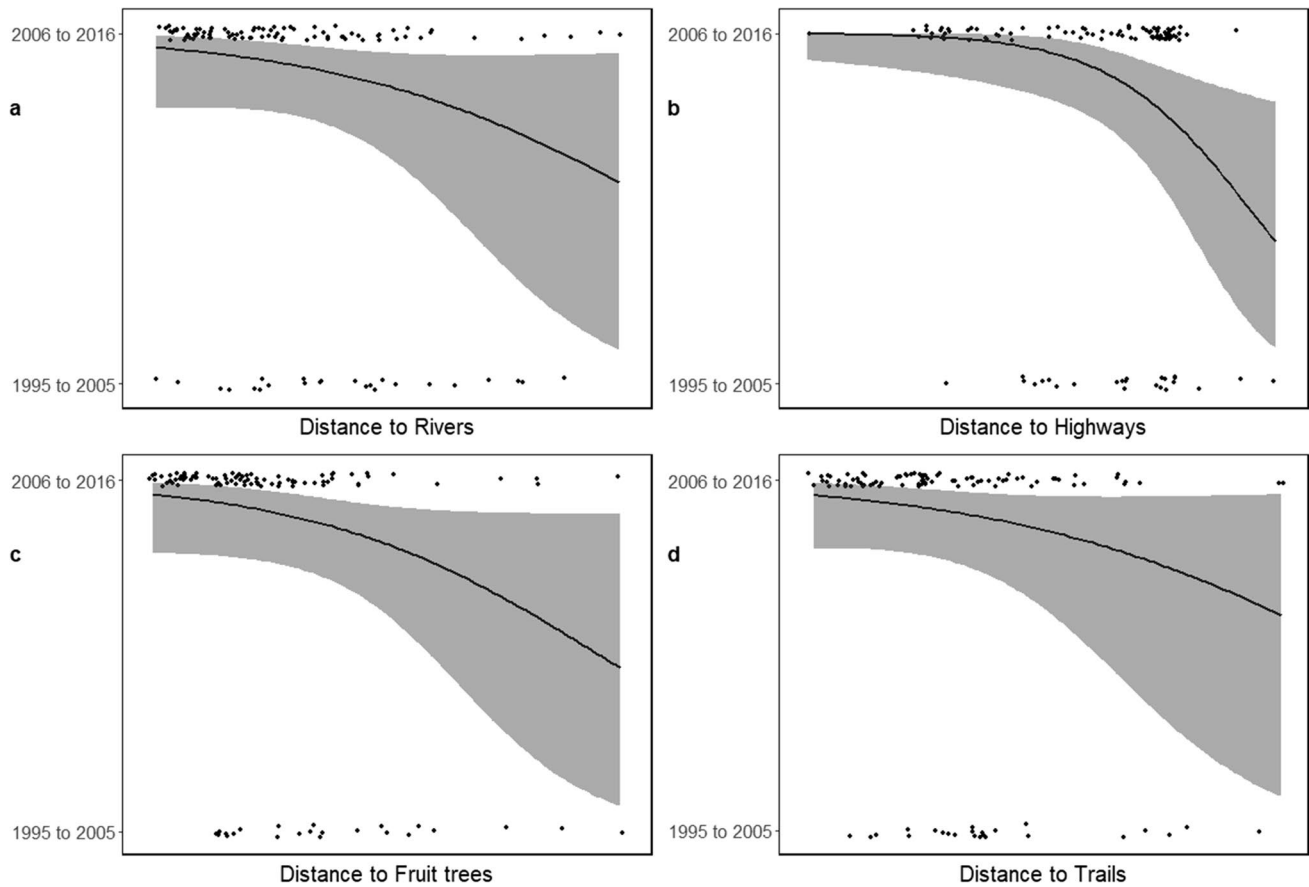 2006 to 2016
a
1995 to 2005
Distance to Rivers
2006 to 2016
b
1995 to 2005
Distance to Highways
2006 to 2016
c
1995 to 2005
Distance to Fruit trees
2006 to 2016
d
1995 to 2005
Distance to Trails